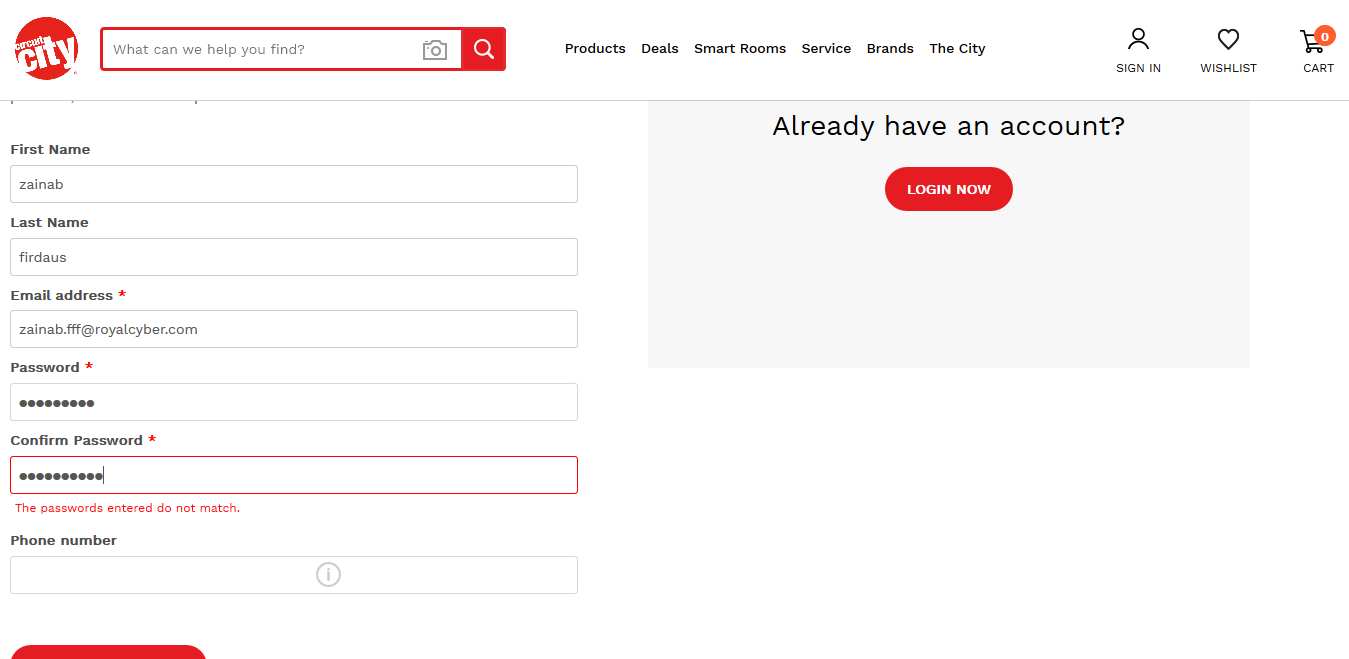 circuit city
What can we help you find?
Products Deals Smart Rooms Service Brands The City
0
SIGN IN WISHLIST CART
First Name
zainab
Last Name
firdaus
Email address *
zainab.fff@royalcyber.com
Password *
●●●●●●●●●
Confirm Password *
●●●●●●●●●●
The passwords entered do not match.
Phone number
Already have an account?
LOGIN NOW